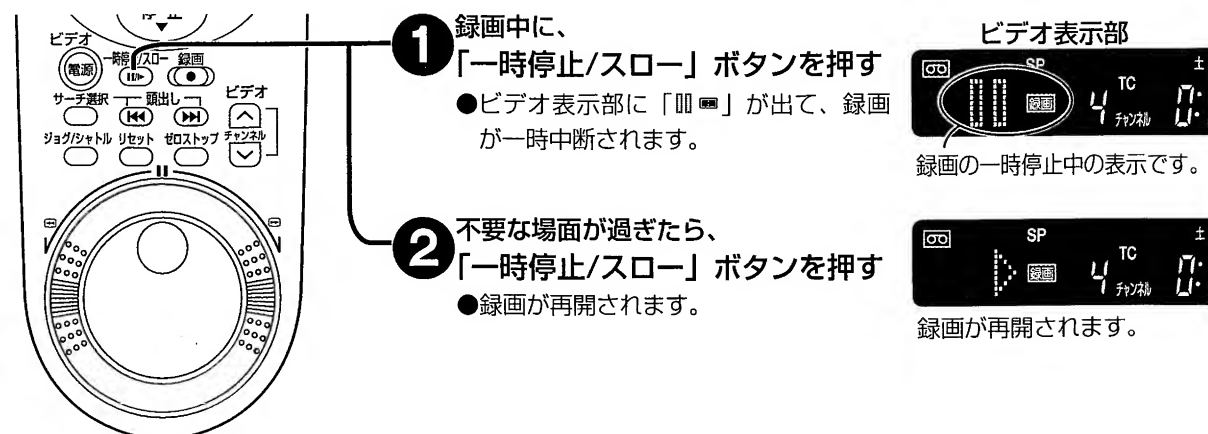 停止
ビデオ
電源
一時停止/スロー 録画
サーチ選択 頭出し ビデオ
ジョグ/シャトル リセット ゼロストップ チャンネル
❶ 録画中に、
「一時停止/スロー」ボタンを押す
●ビデオ表示部に「 」が出て、録画
が一時中断されます。
❷ 不要な場面が過ぎたら、
「一時停止/スロー」ボタンを押す
●録画が再開されます。
ビデオ表示部
SP 土
録画 4 TC チャンネル 0:
録画の一時停止中の表示です。
SP 土
録画 4 TC チャンネル 0:
録画が再開されます。